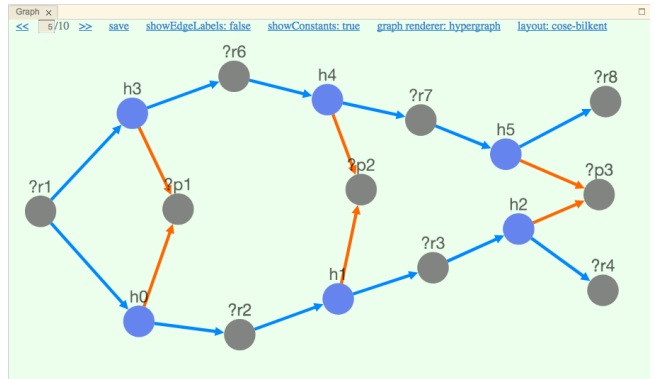 Graph ×
<< 5/10 >> save showEdgeLabels: false showConstants: true graph renderer: hypergraph layout: cose-bilkent
?r6
h3
h4
?r8
?r7
h5
?p2
?r1
?p1
?p3
h2
?r3
?r4
h1
h0
?r2